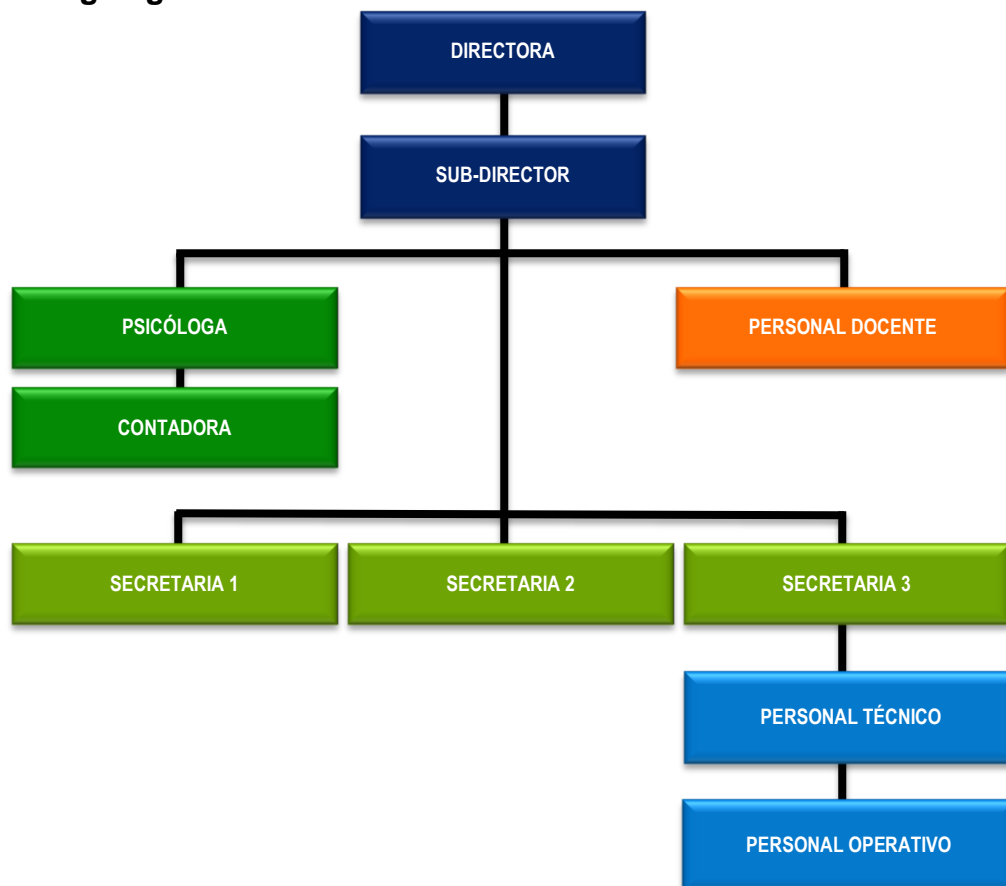 DIRECTORA
SUB-DIRECTOR
PSICÓLOGA
PERSONAL DOCENTE
CONTADORA
SECRETARIA 1
SECRETARIA 2
SECRETARIA 3
PERSONAL TÉCNICO
PERSONAL OPERATIVO